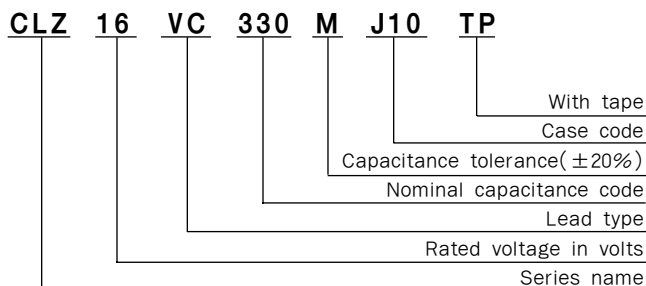 CLZ 16 VC 330 M J10 TP
With tape
Case code
Capacitance tolerance(±20%)
Nominal capacitance code
Lead type
Rated voltage in volts
Series name